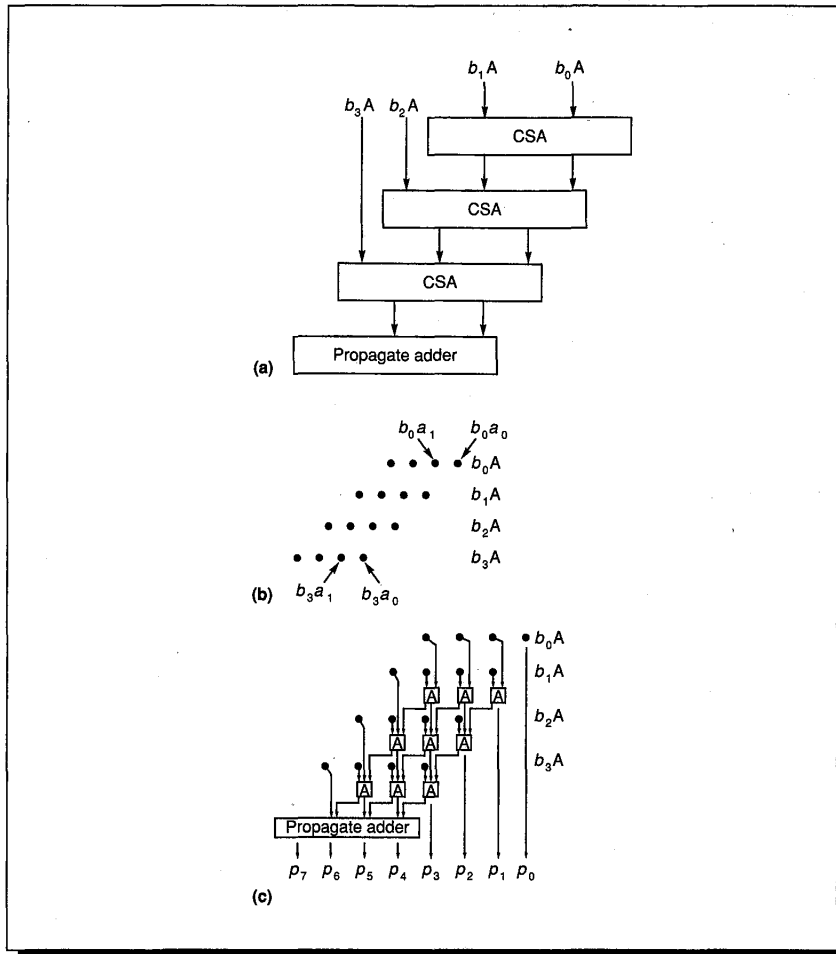 b₁A b₀A
b₃A b₂A
CSA
CSA
CSA
Propagate adder
(a)
b₀a₁ b₀a₀
b₀A
b₁A
b₂A
b₃A
b₃a₁ b₃a₀
(b)
b₀A
b₁A
A A A
b₂A
A A A
b₃A
A A A
Propagate adder
p₇ p₆ p₅ p₄ p₃ p₂ p₁ p₀
(c)